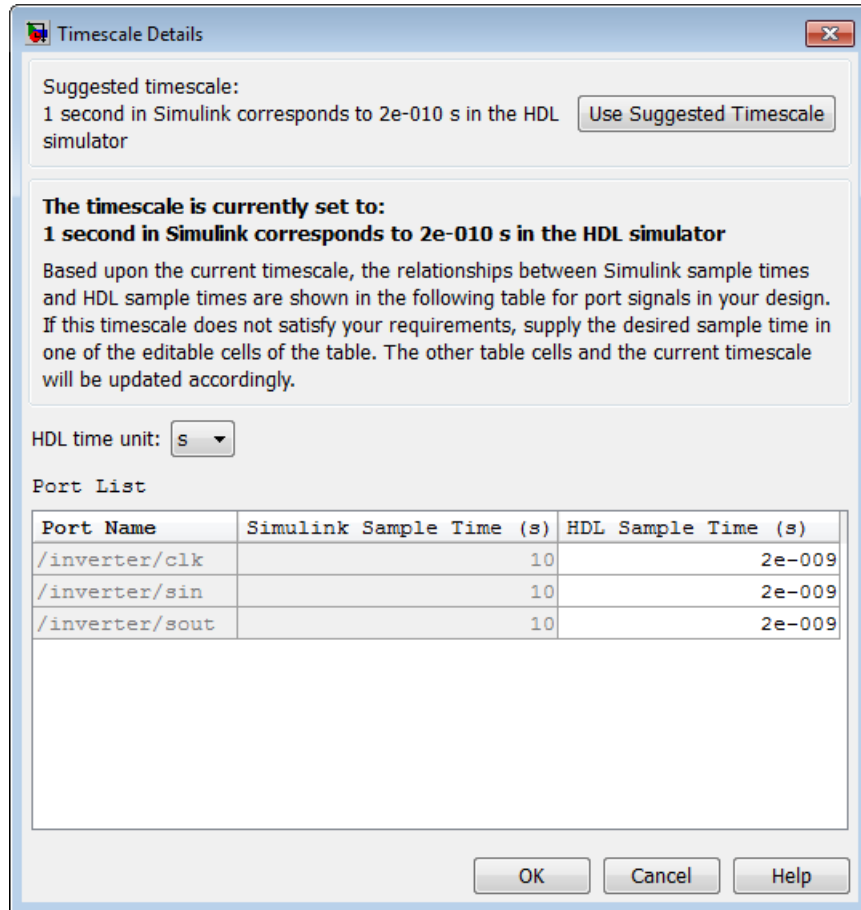 Timescale Details
Suggested timescale:
1 second in Simulink corresponds to 2e-010 s in the HDL
simulator
Use Suggested Timescale
The timescale is currently set to:
1 second in Simulink corresponds to 2e-010 s in the HDL simulator
Based upon the current timescale, the relationships between Simulink sample times
and HDL sample times are shown in the following table for port signals in your design.
If this timescale does not satisfy your requirements, supply the desired sample time in
one of the editable cells of the table. The other table cells and the current timescale
will be updated accordingly.
HDL time unit: s
Port List
Port Name Simulink Sample Time (s) HDL Sample Time (s)
/inverter/clk 10 2e-009
/inverter/sin 10 2e-009
/inverter/sout 10 2e-009
OK Cancel Help